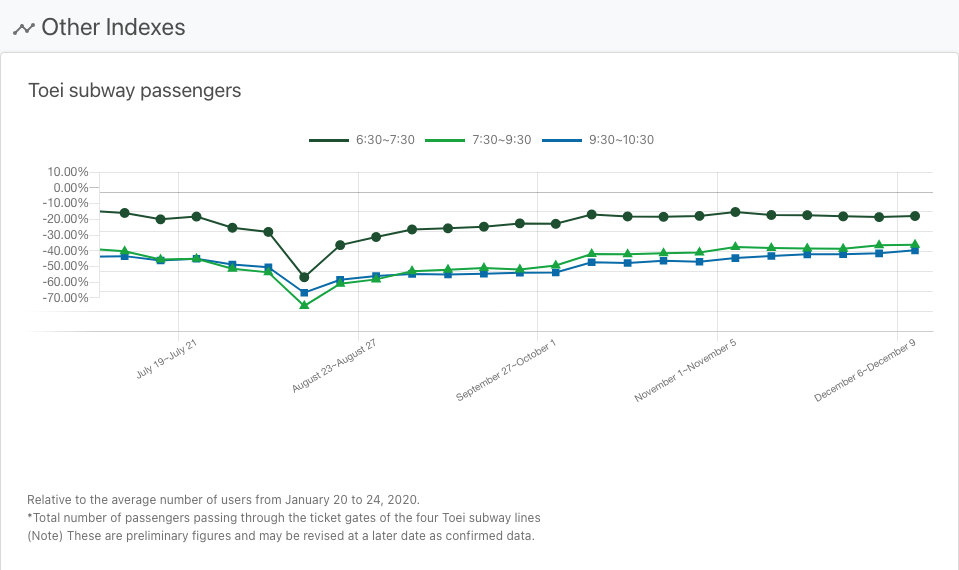 Other Indexes
Toei subway passengers
6:30~7:30 7:30~9:30 9:30~10:30
10.00%
0.00%
-10.00%
-20.00%
-30.00%
-40.00%
-50.00%
-60.00%
-70.00%
July 19~July 21
August 23~August 27
September 27~October 1
November 1~November 5
December 6~December 9
Relative to the average number of users from January 20 to 24, 2020.
*Total number of passengers passing through the ticket gates of the four Toei subway lines
(Note) These are preliminary figures and may be revised at a later date as confirmed data.